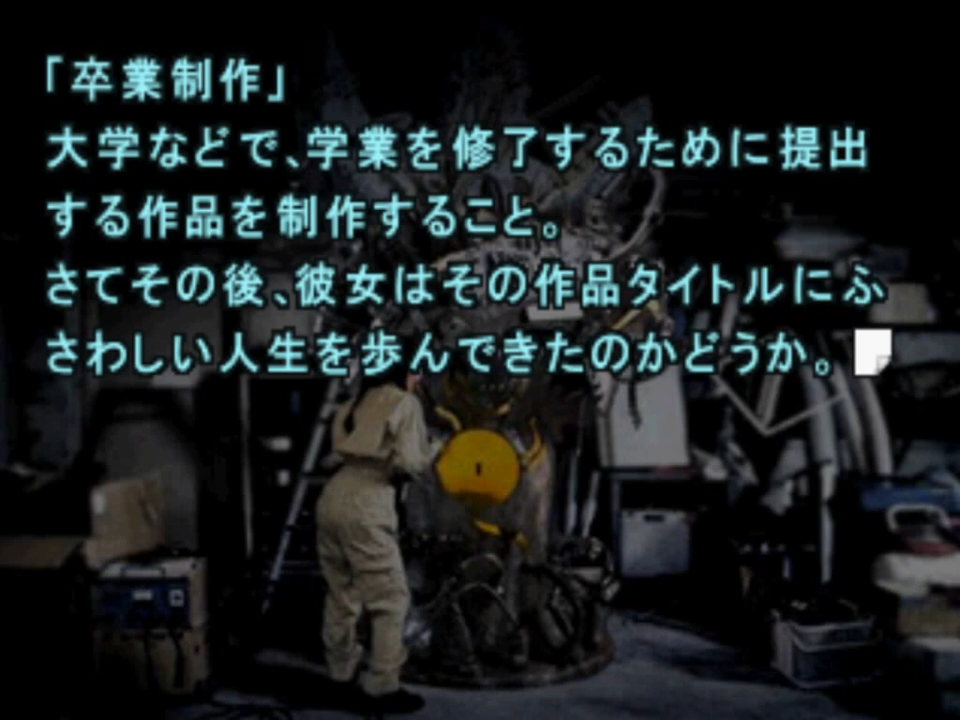 「卒業制作」
大学などで、学業を修了するために提出
する作品を制作すること。
さてその後、彼女はその作品タイトルにふ
さわしい人生を歩んできたのかどうか。